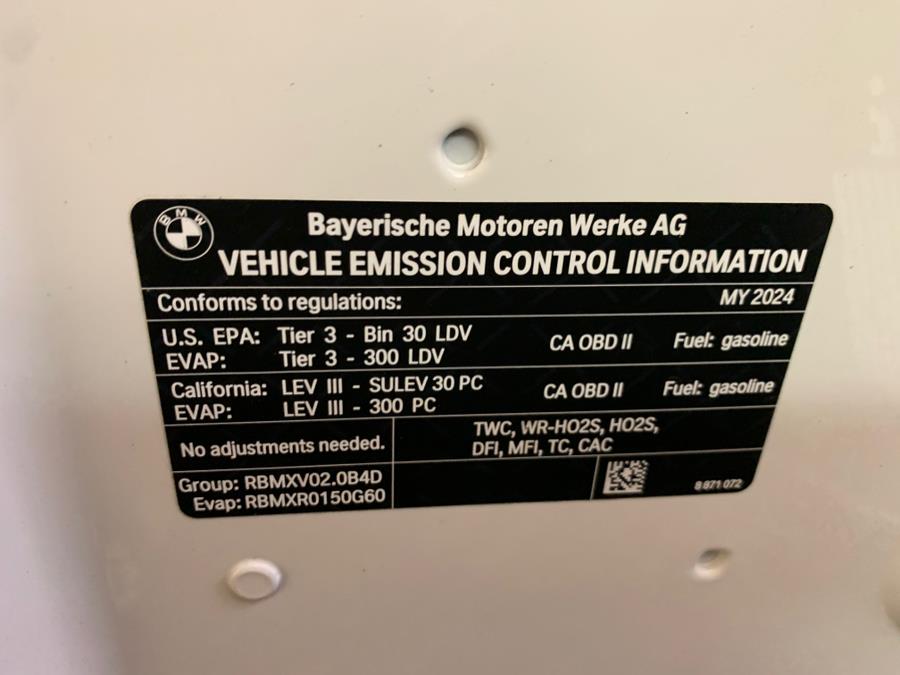 BMW
Bayerische Motoren Werke AG
VEHICLE EMISSION CONTROL INFORMATION
Conforms to regulations: MY 2024
U.S. EPA: Tier 3 - Bin 30 LDV CA OBD II Fuel: gasoline
EVAP: Tier 3 - 300 LDV
California: LEV III - SULEV 30 PC CA OBD II Fuel: gasoline
EVAP: LEV III - 300 PC
No adjustments needed. TWC, WR-HO2S, HO2S,
DFI, MFI, TC, CAC
Group: RBMXV02.0B4D
Evap: RBMXR0150G60 8 871 072